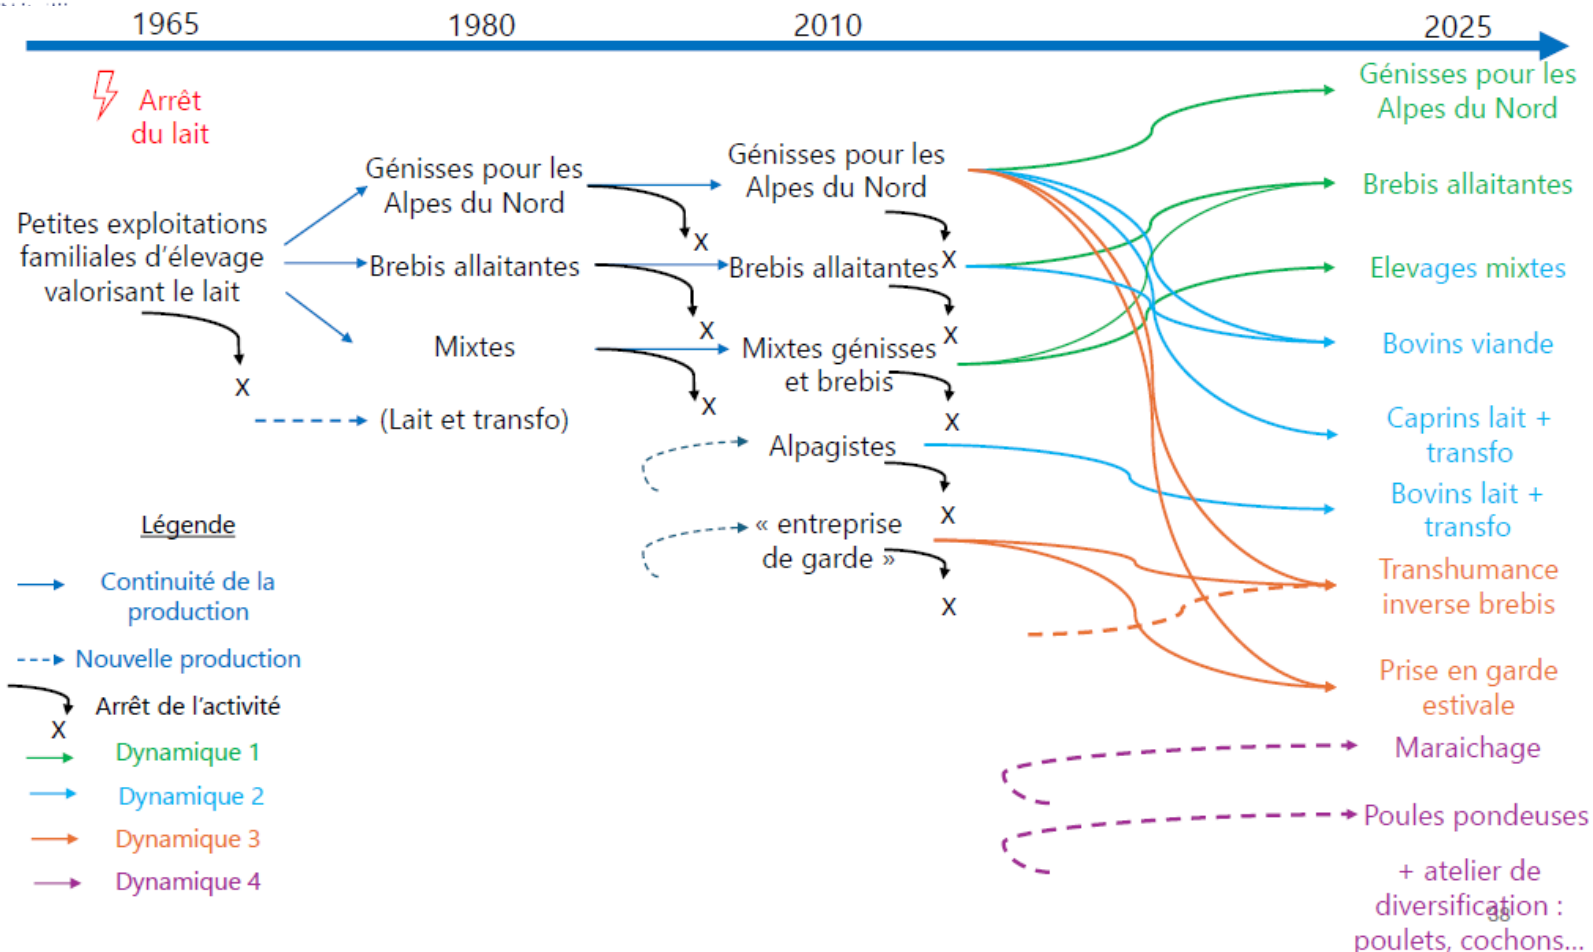 1965
1980
2010
2025
Arrêt
du lait
Petites exploitations
familiales d'élevage
valorisant le lait
X
Génisses pour les
Alpes du Nord
X
Brebis allaitantes
X
Mixtes
X
(Lait et transfo)
Génisses pour les
Alpes du Nord
X
Brebis allaitantes
X
Mixtes génisses
et brebis
X
Alpagistes
X
« entreprise
de garde »
X
Génisses pour les
Alpes du Nord
Brebis allaitantes
Elevages mixtes
Bovins viande
Caprins lait +
transfo
Bovins lait +
transfo
Transhumance
inverse brebis
Prise en garde
estivale
Maraichage
Poules pondeuses
+ atelier de
diversification :
poulets, cochons...
38
Légende
Continuité de la
production
Nouvelle production
Arrêt de l'activité
X
Dynamique 1
Dynamique 2
Dynamique 3
Dynamique 4